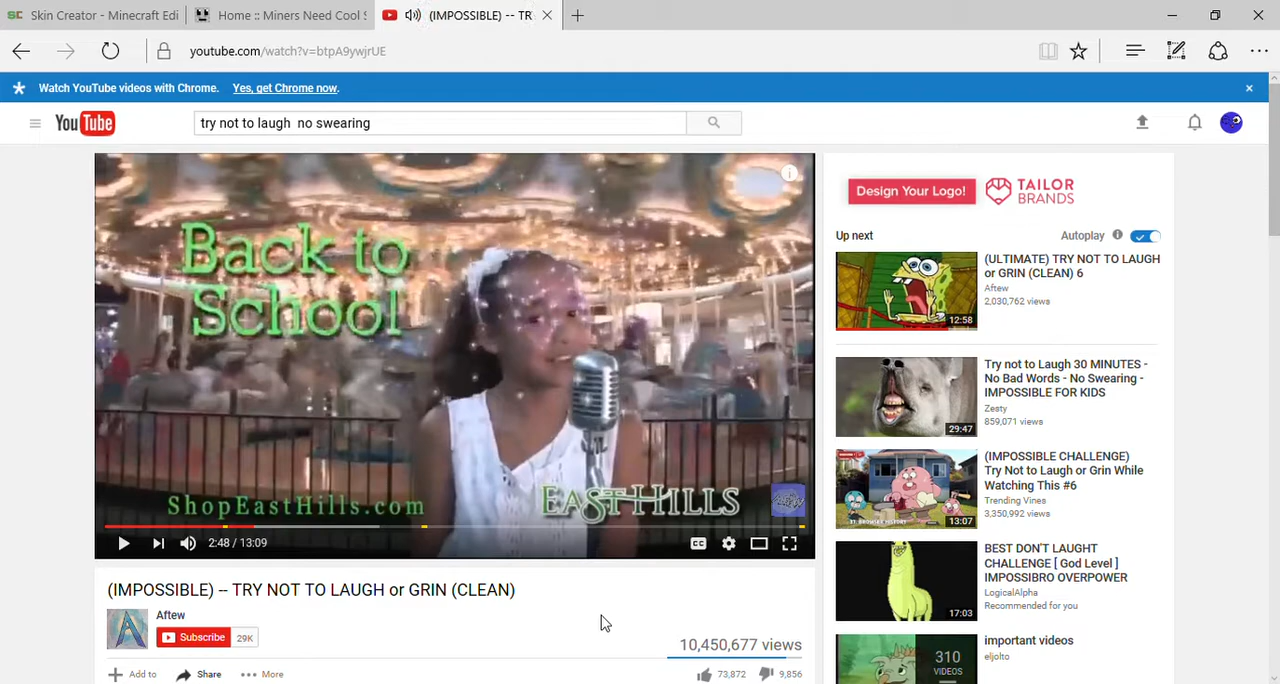 Skin Creator - Minecraft Edi
Home :: Miners Need Cool S
(IMPOSSIBLE) -- TR
youtube.com/watch?v=btpA9ywjrUE
Watch YouTube videos with Chrome. Yes, get Chrome now.
YouTube
try not to laugh no swearing
Back to
School
ShopEastHills.com
EASTHILLS
2:48 / 13:09
CC
(IMPOSSIBLE) -- TRY NOT TO LAUGH or GRIN (CLEAN)
Aftew
Subscribe 29K
10,450,677 views
Add to Share More
73,872 9,856
Design Your Logo! TAILOR
BRANDS
Up next Autoplay
(ULTIMATE) TRY NOT TO LAUGH
or GRIN (CLEAN) 6
Aftew
2,030,762 views
12:58
Try not to Laugh 30 MINUTES -
No Bad Words - No Swearing -
IMPOSSIBLE FOR KIDS
Zesty
859,071 views
29:47
(IMPOSSIBLE CHALLENGE)
Try Not to Laugh or Grin While
Watching This #6
Trending Vines
3,350,992 views
13:07
BEST DON'T LAUGHT
CHALLENGE [ God Level ]
IMPOSSIBRO OVERPOWER
LogicalAlpha
Recommended for you
17:03
important videos
eljolto
310
VIDEOS